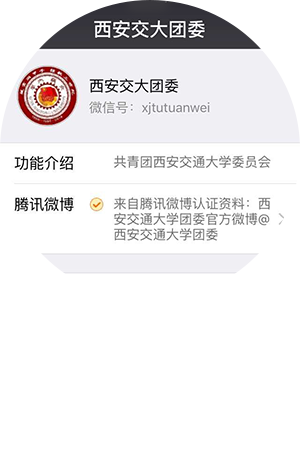 西安交大团委
西安交大团委
微信号：xjtutuanwei
功能介绍
共青团西安交通大学委员会
腾讯微博
来自腾讯微博认证资料：西
安交通大学团委官方微博@
西安交通大学团委